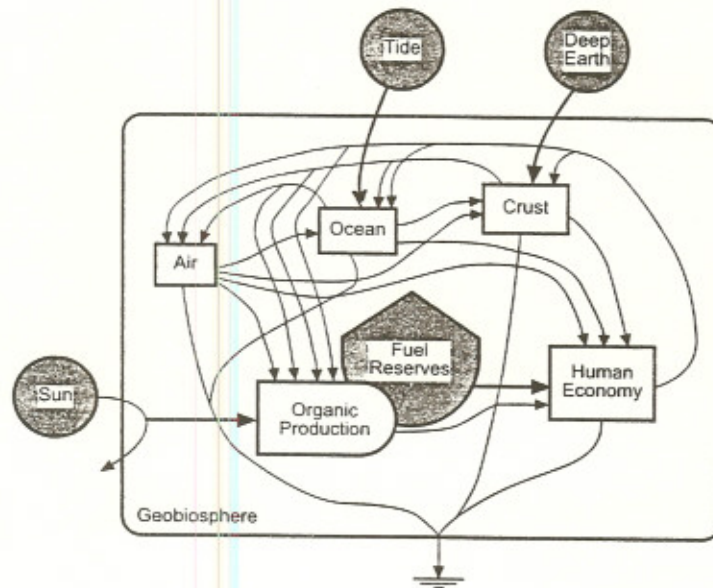 Tide
Deep
Earth
Ocean
Crust
Air
Fuel
Reserves
Human
Economy
Sun
Organic
Production
Geobiosphere